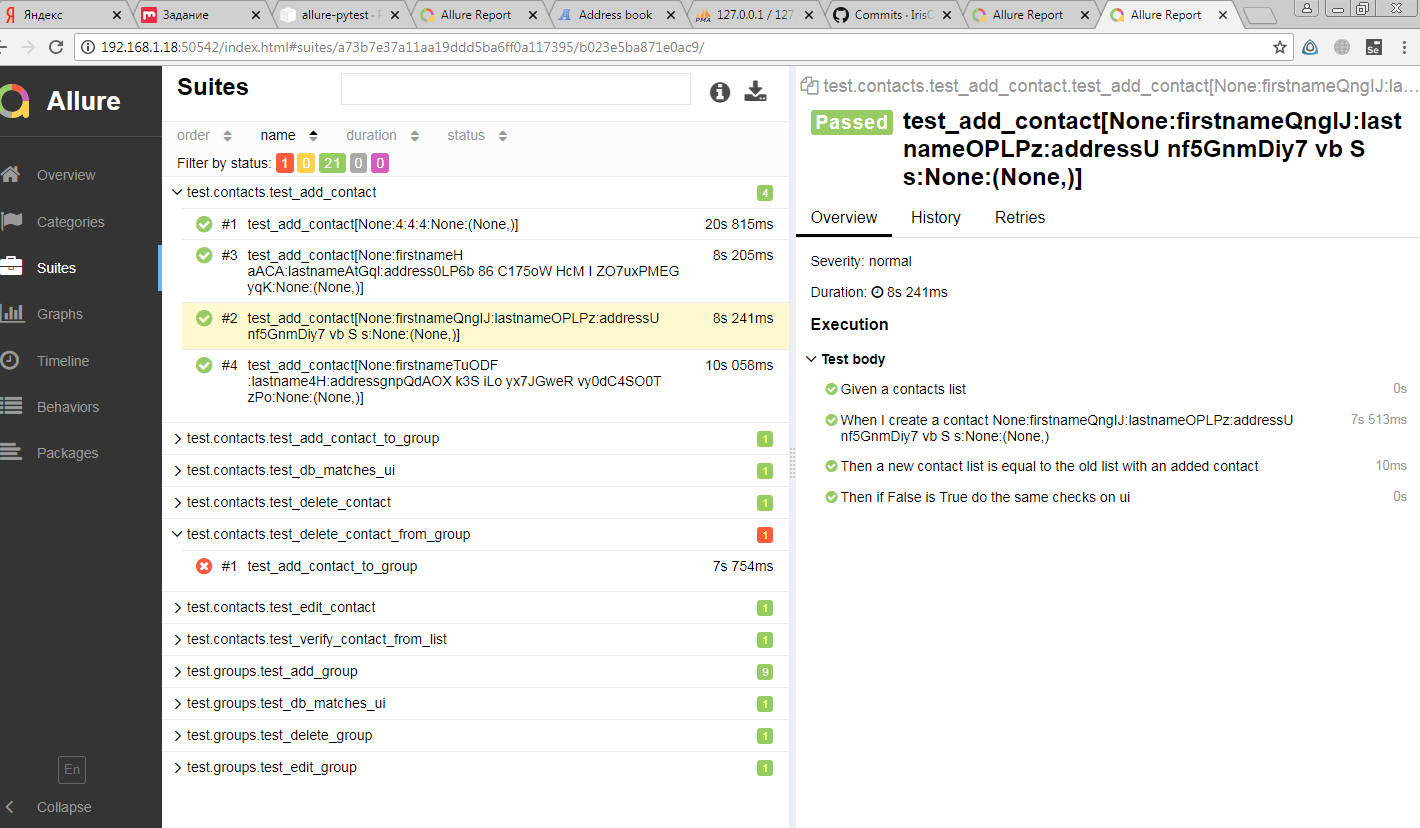 Яндекс
Задание
allure-pytest
Allure Report
Address book
127.0.0.1 / 127
Commits · Iris
Allure Report
Allure Report
192.168.1.18:50542/index.html#suites/a73b7e37a11aa19ddd5ba6ff0a117395/b023e5ba871e0ac9/
Allure
Overview
Categories
Suites
Graphs
Timeline
Behaviors
Packages
En
Collapse
Suites
order name duration status
Filter by status: 1 0 21 0 0
test.contacts.test_add_contact 4
#1 test_add_contact[None:4:4:4:None:(None,)] 20s 815ms
#3 test_add_contact[None:firstnameH 8s 205ms
aACA:lastnameAtGql:address0LP6b 86 C175oW HcM I ZO7uxPMEG
yqK:None:(None,)]
#2 test_add_contact[None:firstnameQngIJ:lastnameOPLPz:addressU 8s 241ms
nf5GnmDiy7 vb S s:None:(None,)]
#4 test_add_contact[None:firstnameTuODF 10s 058ms
:lastname4H:addressgnpQdAOX k3S iLo yx7JGweR vy0dC4SO0T
zPo:None:(None,)]
test.contacts.test_add_contact_to_group 1
test.contacts.test_db_matches_ui 1
test.contacts.test_delete_contact 1
test.contacts.test_delete_contact_from_group 1
#1 test_add_contact_to_group 7s 754ms
test.contacts.test_edit_contact 1
test.contacts.test_verify_contact_from_list 1
test.groups.test_add_group 9
test.groups.test_db_matches_ui 1
test.groups.test_delete_group 1
test.groups.test_edit_group 1
test.contacts.test_add_contact.test_add_contact[None:firstnameQngIJ:la…
Passed test_add_contact[None:firstnameQngIJ:last
nameOPLPz:addressU nf5GnmDiy7 vb S
s:None:(None,)]
Overview History Retries
Severity: normal
Duration: 8s 241ms
Execution
Test body
Given a contacts list 0s
When I create a contact None:firstnameQngIJ:lastnameOPLPz:addressU 7s 513ms
nf5GnmDiy7 vb S s:None:(None,)
Then a new contact list is equal to the old list with an added contact 10ms
Then if False is True do the same checks on ui 0s